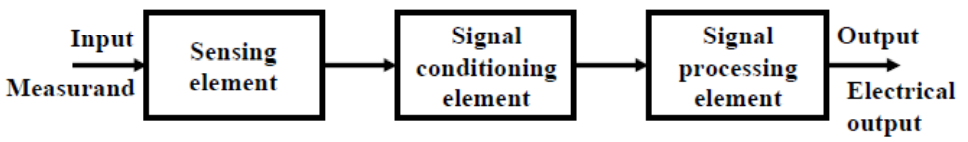 Input
Measurand
Sensing
element
Signal
conditioning
element
Signal
processing
element
Output
Electrical
output